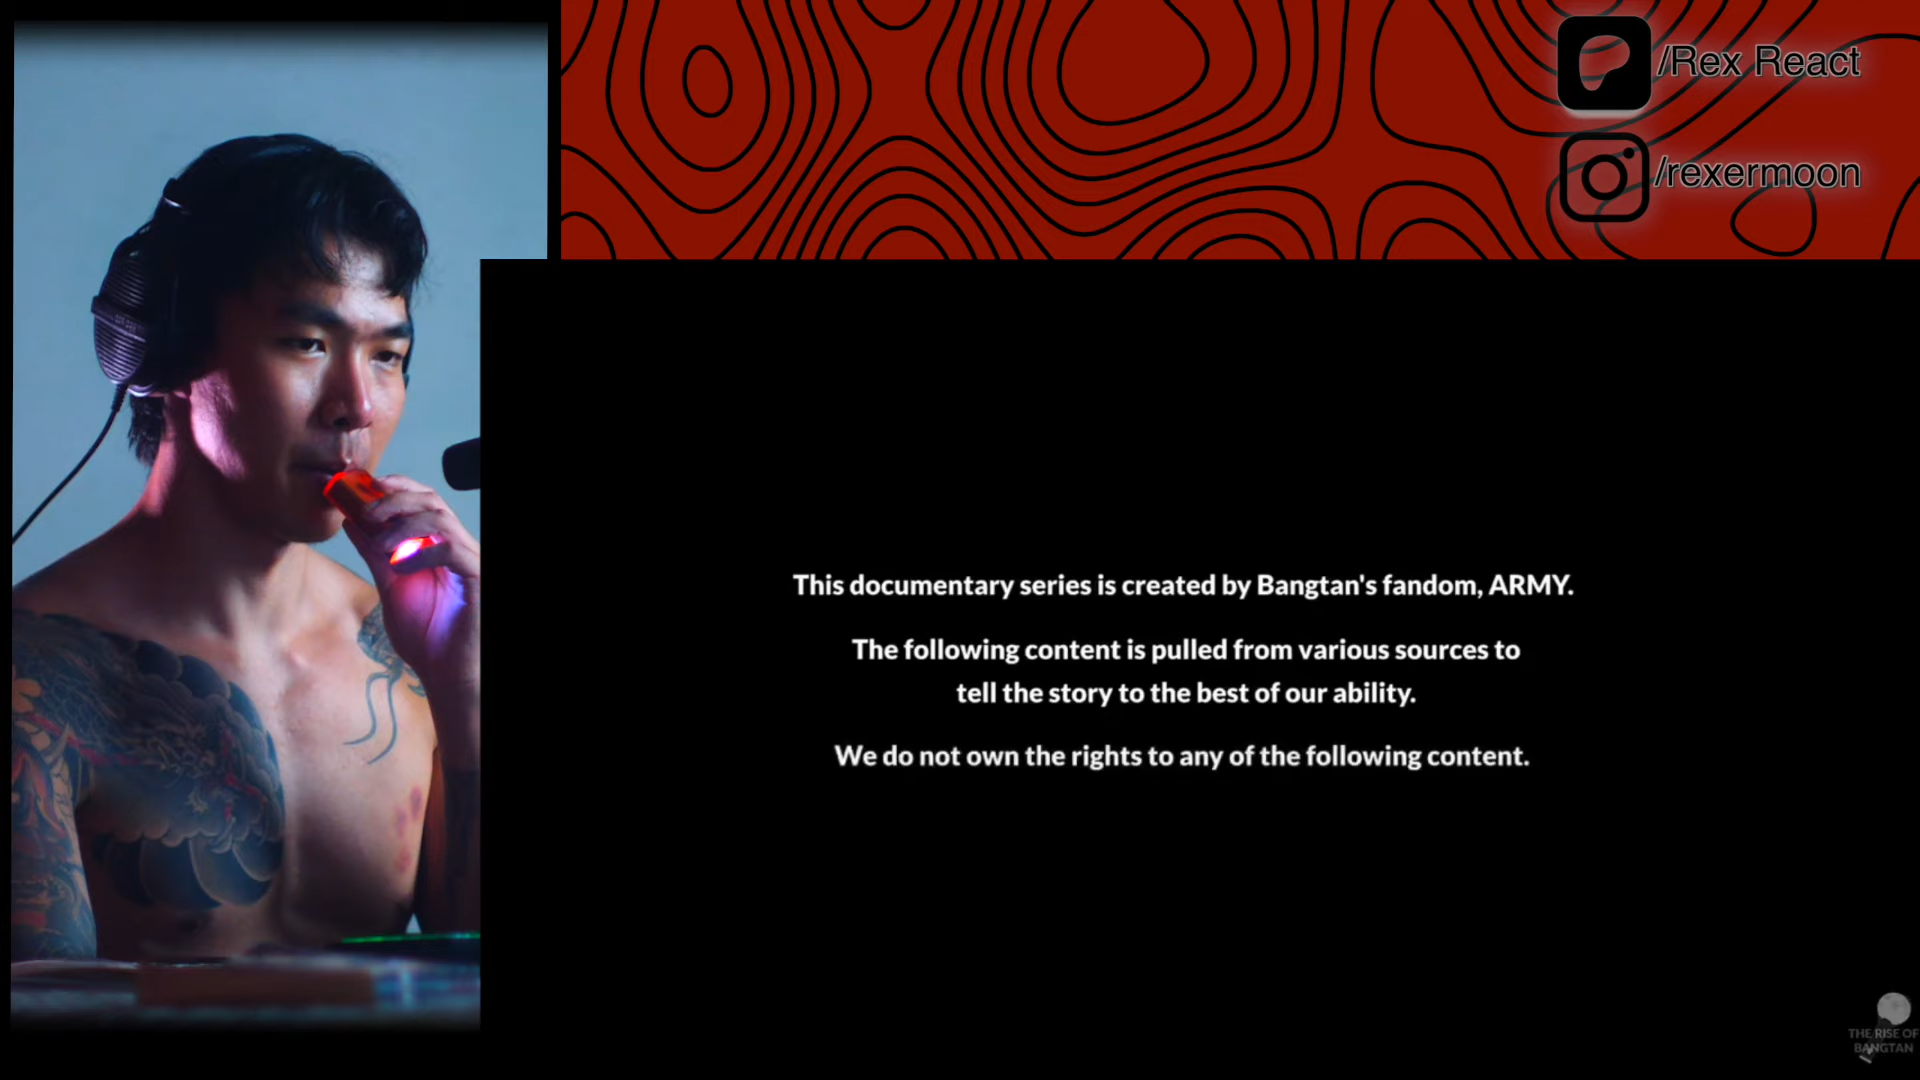 /Rex React
/rexermoon
This documentary series is created by Bangtan's fandom, ARMY.
The following content is pulled from various sources to
tell the story to the best of our ability.
We do not own the rights to any of the following content.
THE RISE OF
BANGTAN